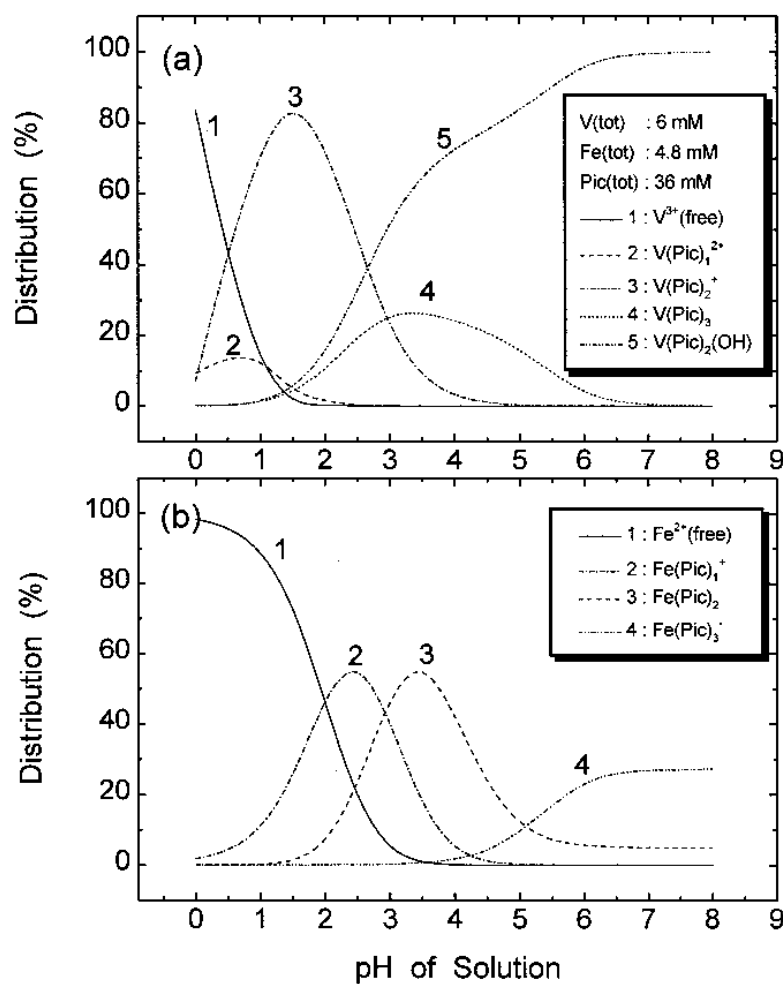 100
(a)
80
60
40
20
0
Distribution (%)
1
2
3
4
5
V(tot) : 6 mM
Fe(tot) : 4.8 mM
Pic(tot) : 36 mM
1 : V³⁺(free)
2 : V(Pic)₁²⁺
3 : V(Pic)₂⁺
4 : V(Pic)₃
5 : V(Pic)₂(OH)
0 1 2 3 4 5 6 7 8 9
100
(b)
80
60
40
20
0
Distribution (%)
1
2
3
4
1 : Fe²⁺(free)
2 : Fe(Pic)₁⁺
3 : Fe(Pic)₂
4 : Fe(Pic)₃⁻
0 1 2 3 4 5 6 7 8 9
pH of Solution